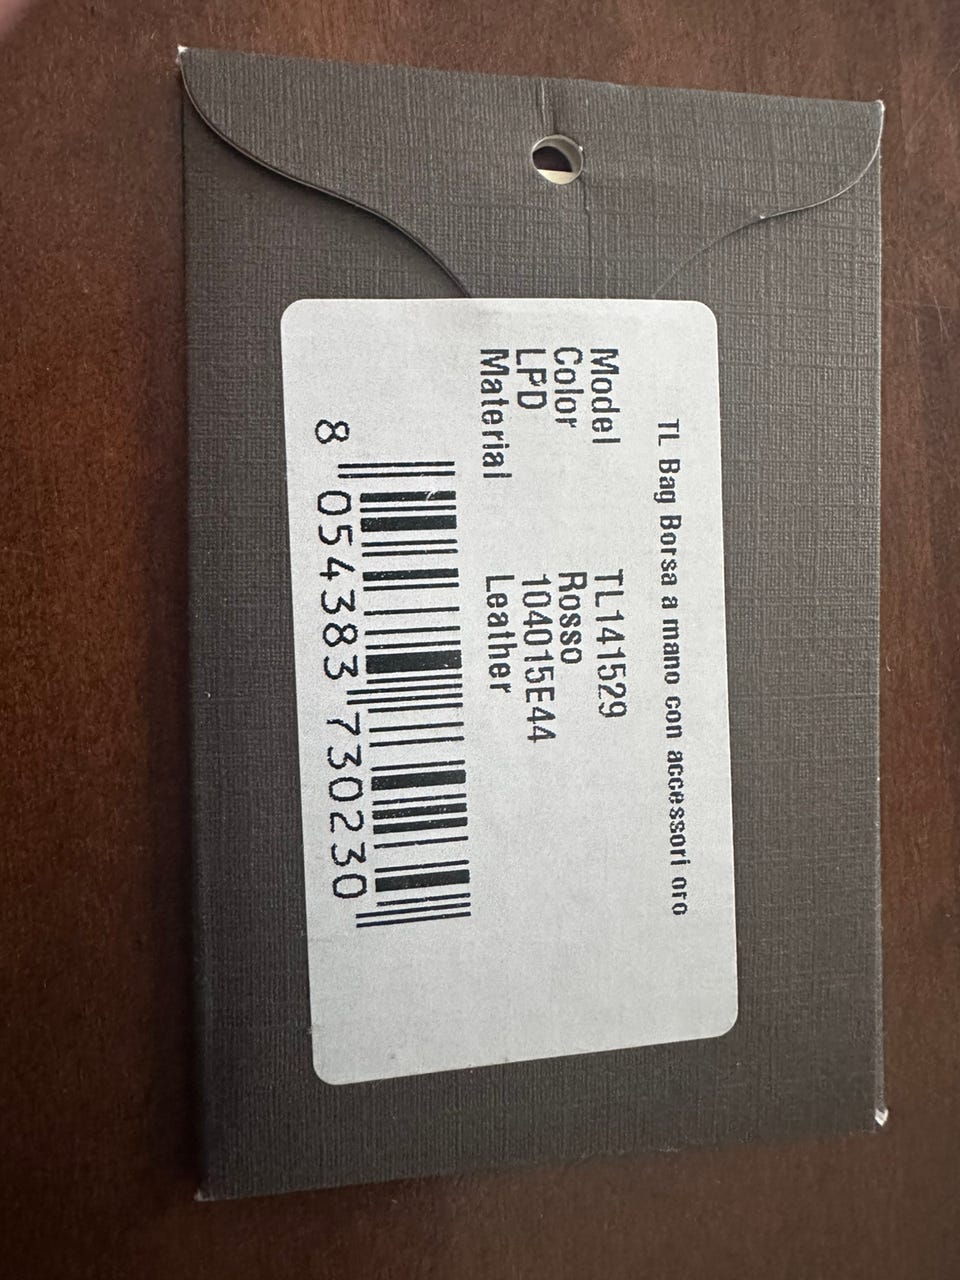 TL Bag Borsa a mano con accessori oro
Model TL141529
Color Rosso
LPD 104015E44
Material Leather
8 054383 730230